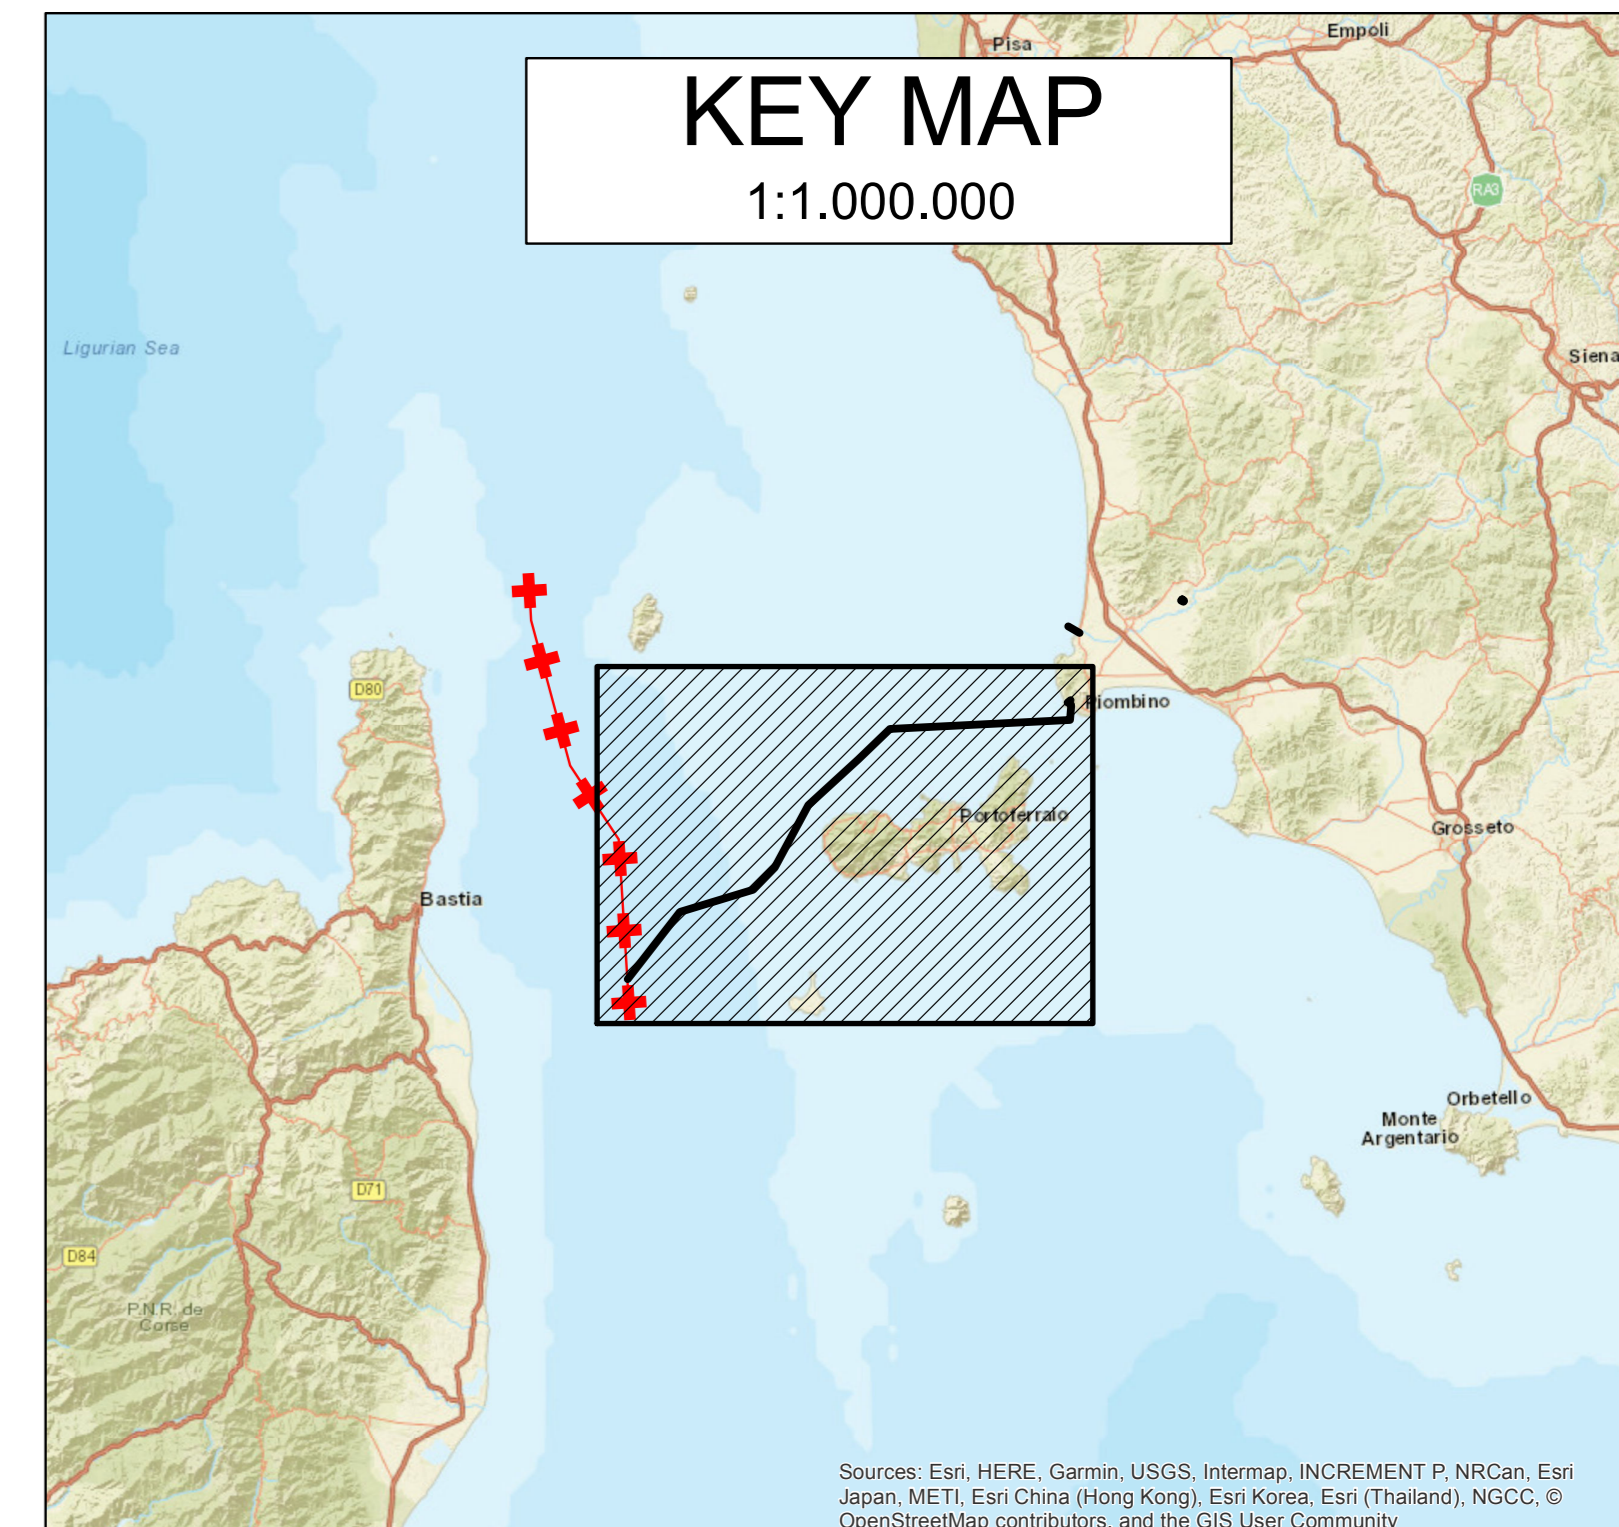 Pisa
Empoli
KEY MAP
1:1.000.000
RA3
Ligurian Sea
Siena
D80
Piombino
Portoferraio
Grosseto
Bastia
Orbetello
Monte
Argentario
D71
D84
P.N.R. de
Corse
Sources: Esri, HERE, Garmin, USGS, Intermap, INCREMENT P, NRCan, Esri
Japan, METI, Esri China (Hong Kong), Esri Korea, Esri (Thailand), NGCC, ©
OpenStreetMap contributors, and the GIS User Community